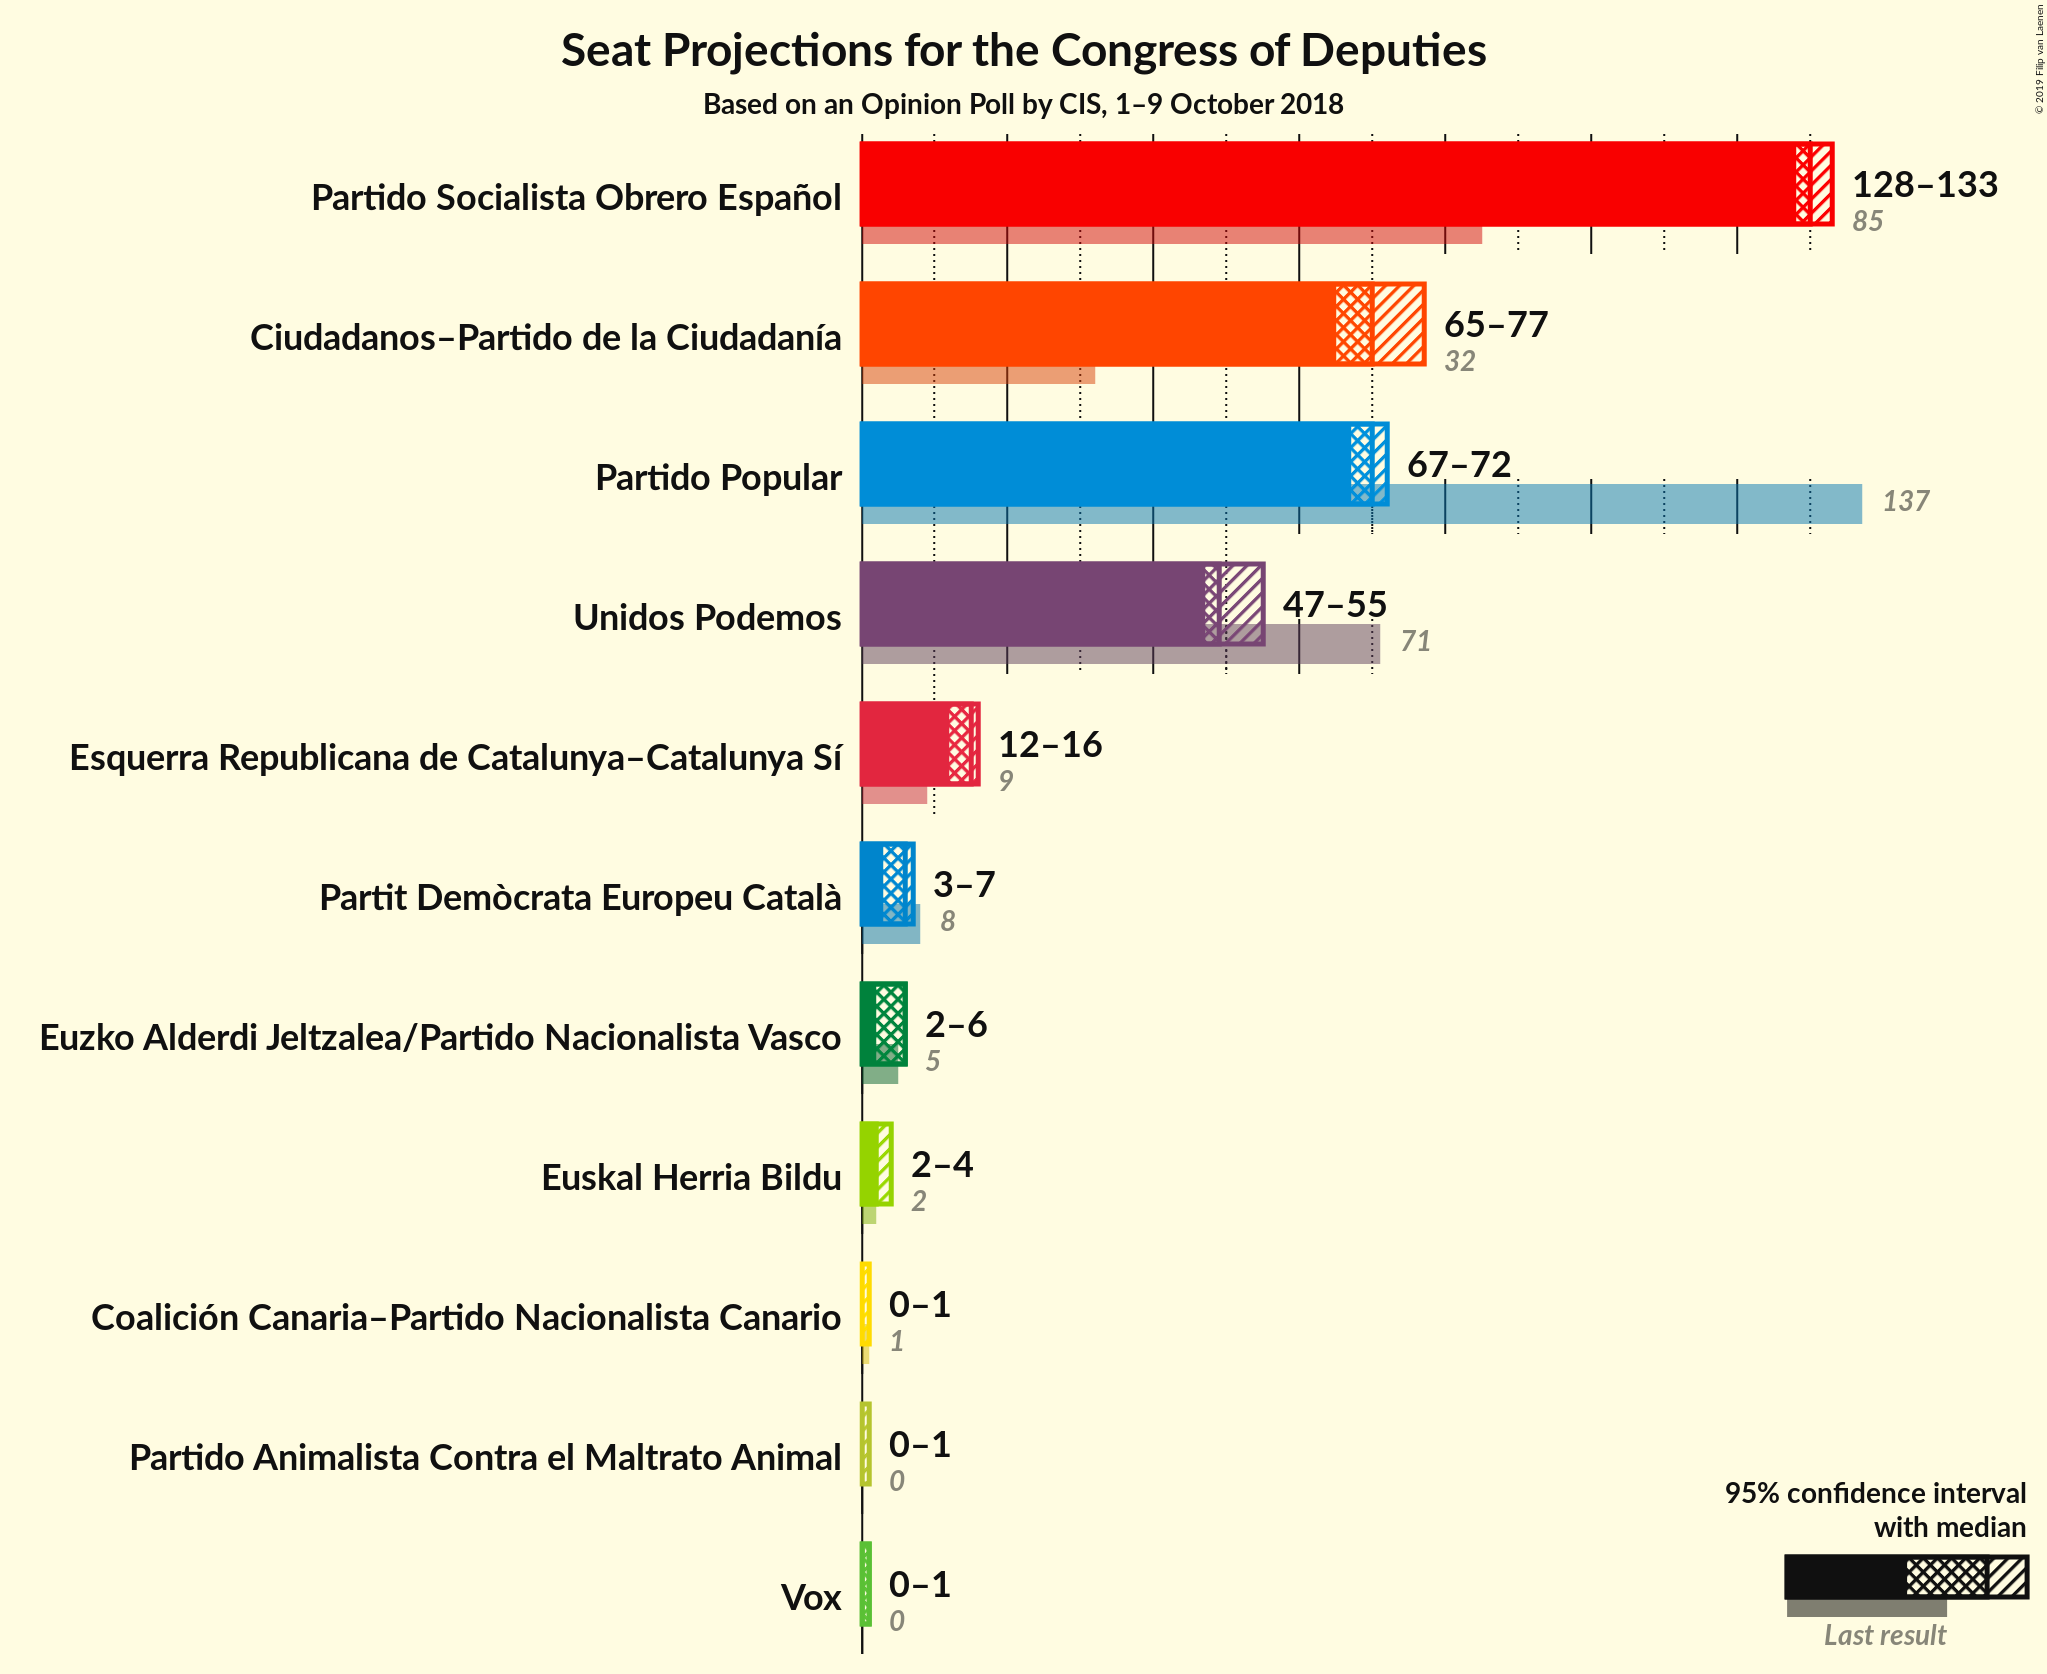 Seat Projections for the Congress of Deputies
Based on an Opinion Poll by CIS, 1–9 October 2018
© 2019 Filip van Laenen
Partido Socialista Obrero Español
128–133
85
Ciudadanos–Partido de la Ciudadanía
65–77
32
Partido Popular
67–72
137
Unidos Podemos
47–55
71
Esquerra Republicana de Catalunya–Catalunya Sí
12–16
9
Partit Demòcrata Europeu Català
3–7
8
Euzko Alderdi Jeltzalea/Partido Nacionalista Vasco
2–6
5
Euskal Herria Bildu
2–4
2
Coalición Canaria–Partido Nacionalista Canario
0–1
1
Partido Animalista Contra el Maltrato Animal
0–1
0
Vox
0–1
0
95% confidence interval
with median
Last result